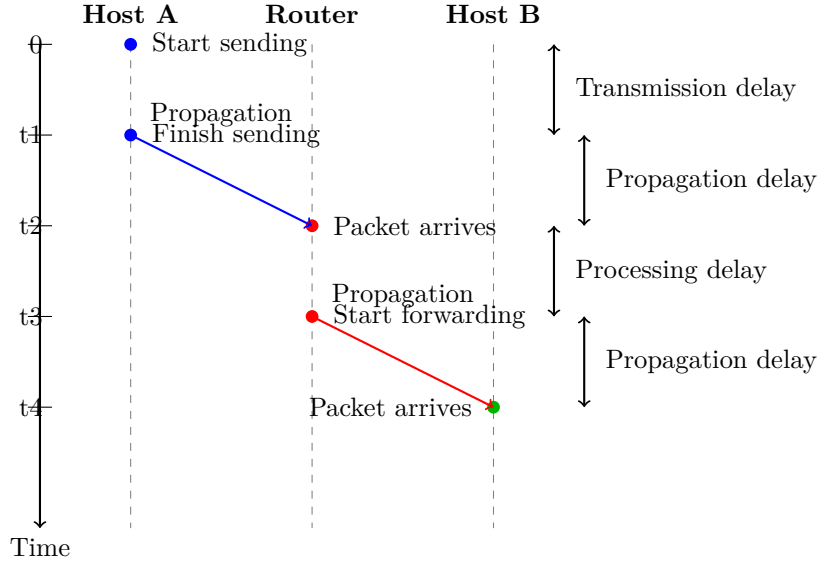 Host A
Router
Host B
0
Start sending
Transmission delay
Propagation
t1
Finish sending
Propagation delay
t2
Packet arrives
Processing delay
Propagation
t3
Start forwarding
Propagation delay
t4
Packet arrives
Time